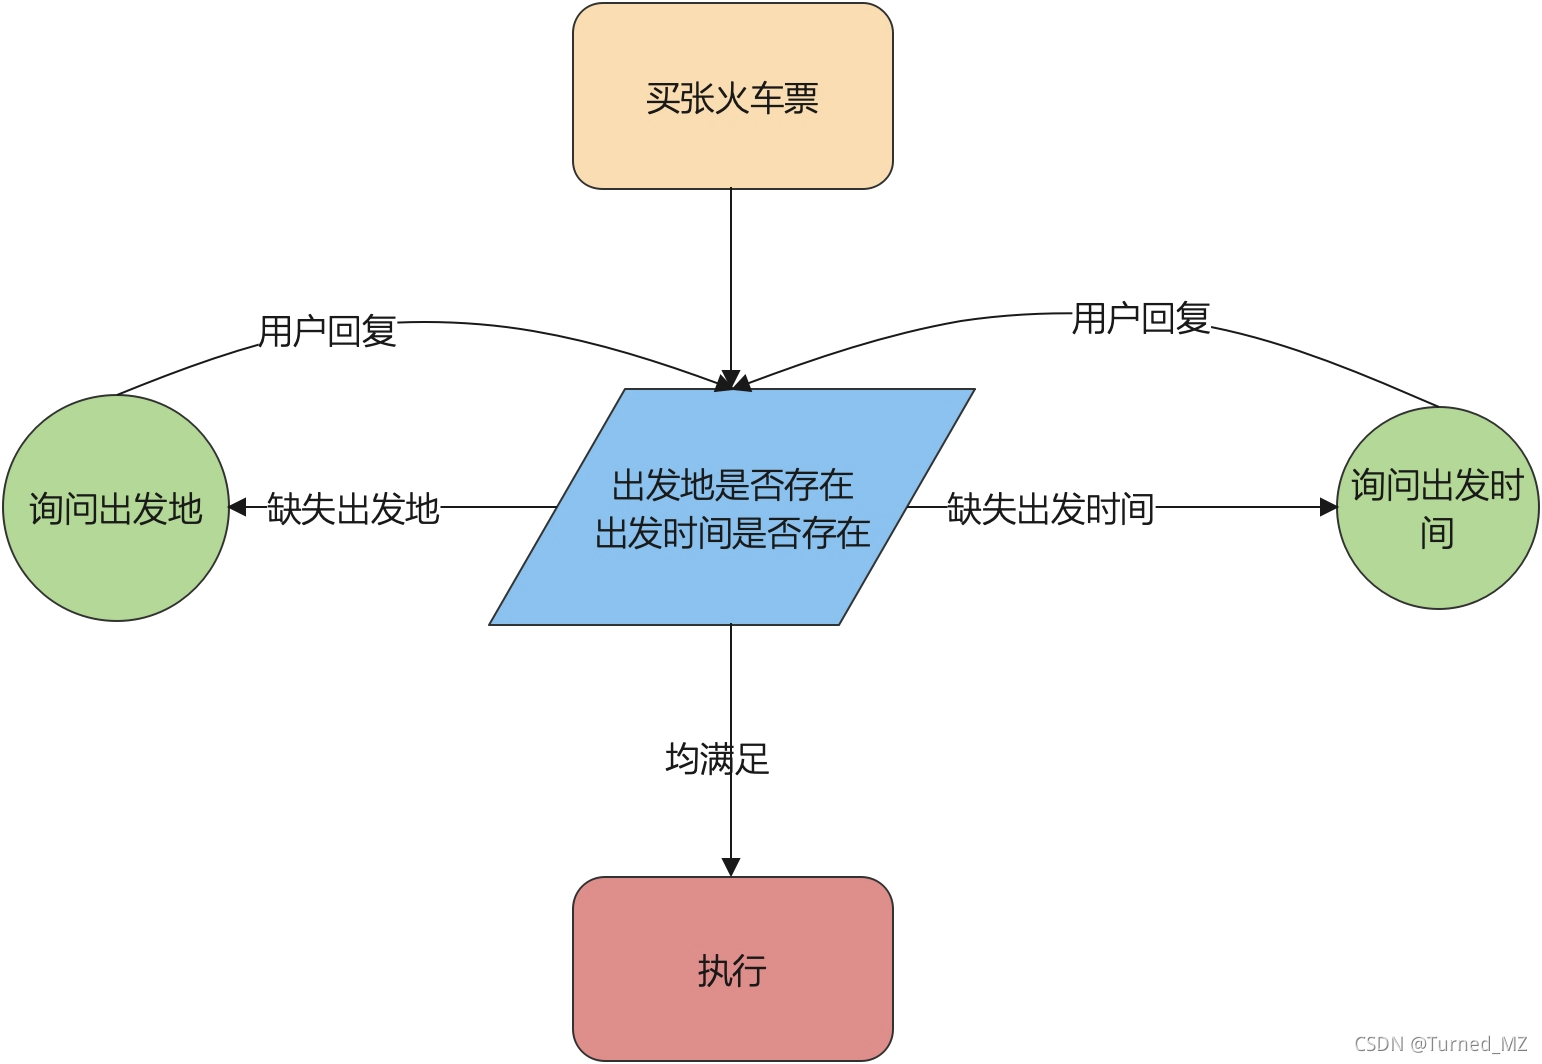 买张火车票
用户回复
用户回复
询问出发地
缺失出发地
出发地是否存在
出发时间是否存在
缺失出发时间
询问出发时
间
均满足
执行
CSDN @Turned_MZ